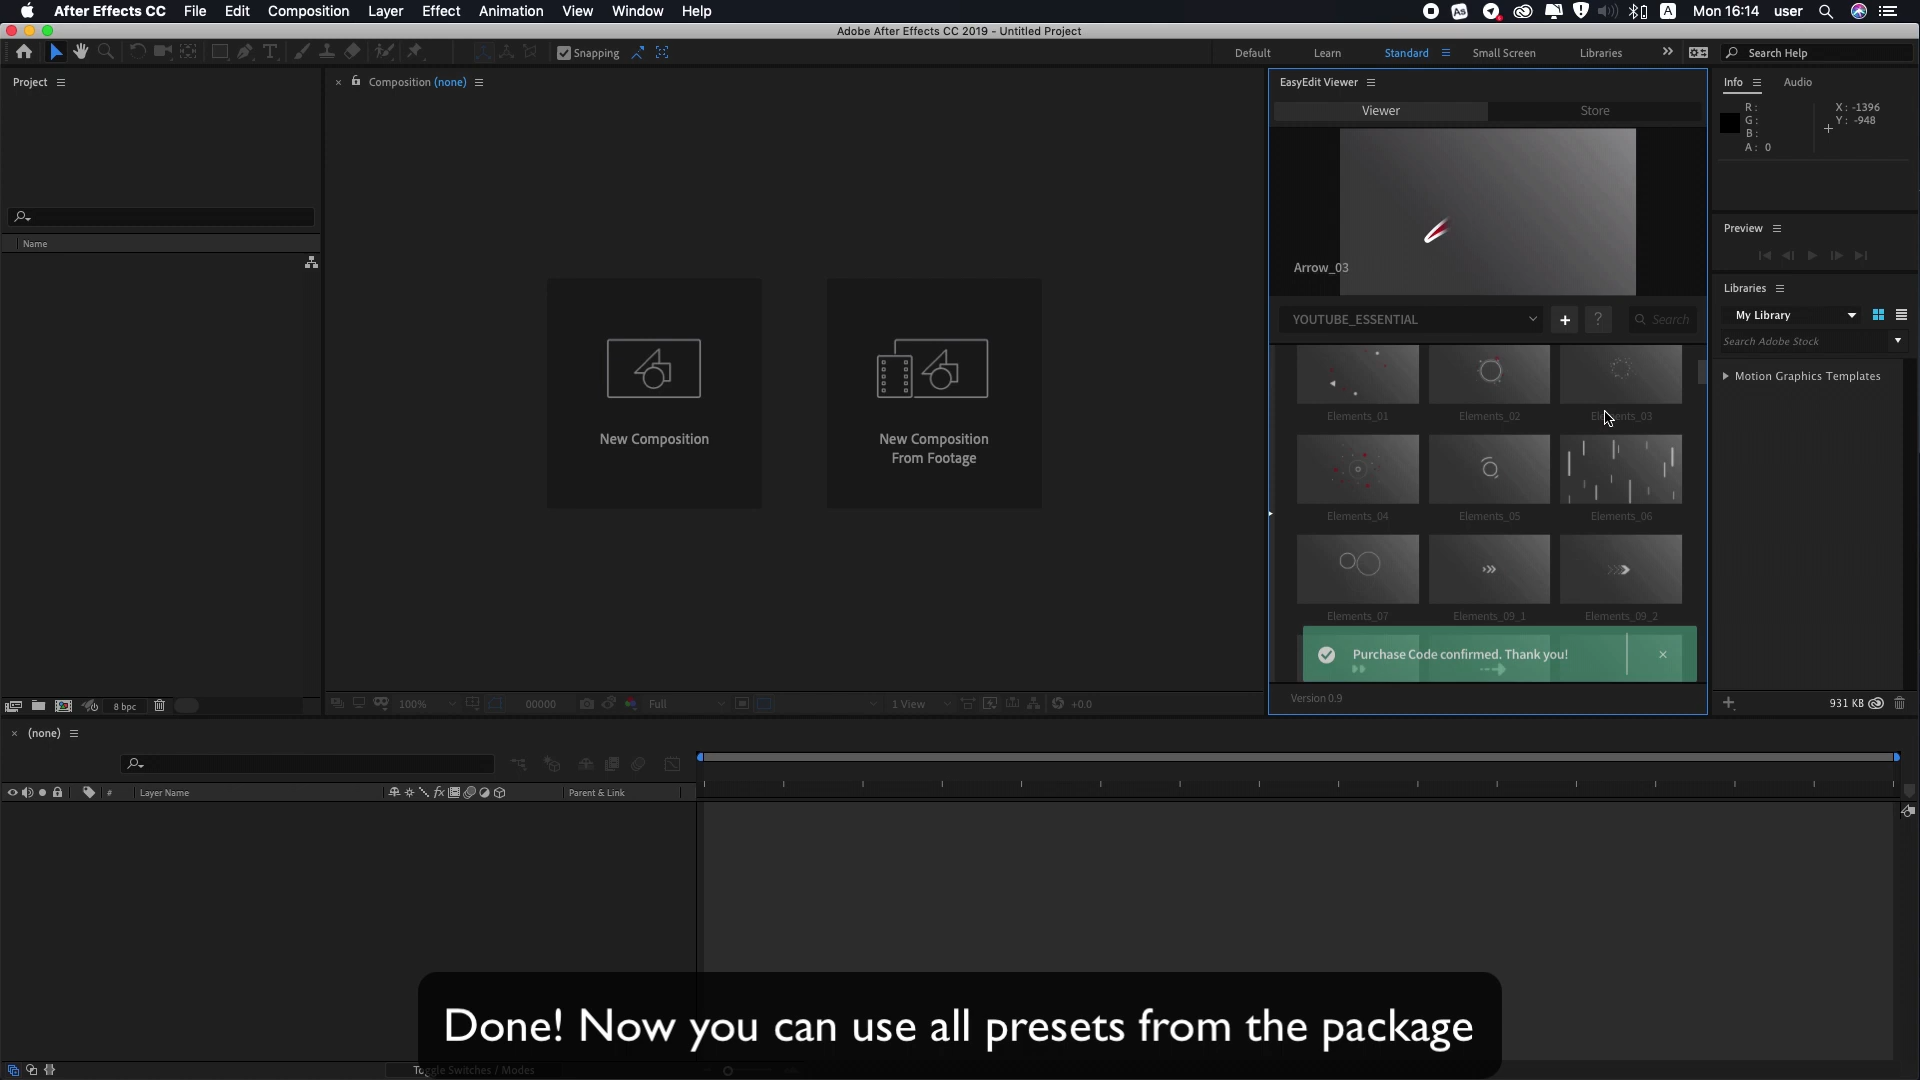 After Effects CC File Edit Composition Layer Effect Animation View Window Help
Mon 16:14 user
Adobe After Effects CC 2019 - Untitled Project
Snapping
Default Learn Standard Small Screen Libraries Search Help
Project
Composition (none)
EasyEdit Viewer
Info Audio
Viewer Store
R:
G:
B:
A: 0
X: -1396
Y: -948
Arrow_03
Name
Preview
Libraries
My Library
YOUTUBE_ESSENTIAL + ? Search
Search Adobe Stock
Motion Graphics Templates
Elements_01 Elements_02 Elements_03
New Composition
New Composition
From Footage
Elements_04 Elements_05 Elements_06
Elements_07 Elements_09_1 Elements_09_2
Purchase Code confirmed. Thank you!
Version 0.9
8 bpc
100% 00000 Full 1 View +0.0
931 KB
(none)
# Layer Name fx Parent & Link
Done! Now you can use all presets from the package
Toggle Switches / Modes